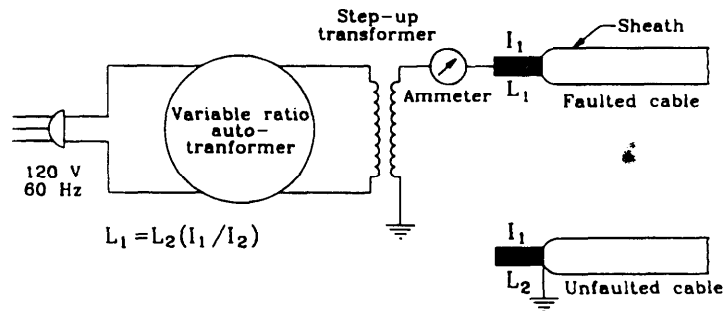 Step-up
transformer
I₁
Sheath
Variable ratio
auto-
tranformer
Ammeter
L₁
Faulted cable
120 V
60 Hz
L₁=L₂(I₁/I₂)
I₁
L₂
Unfaulted cable